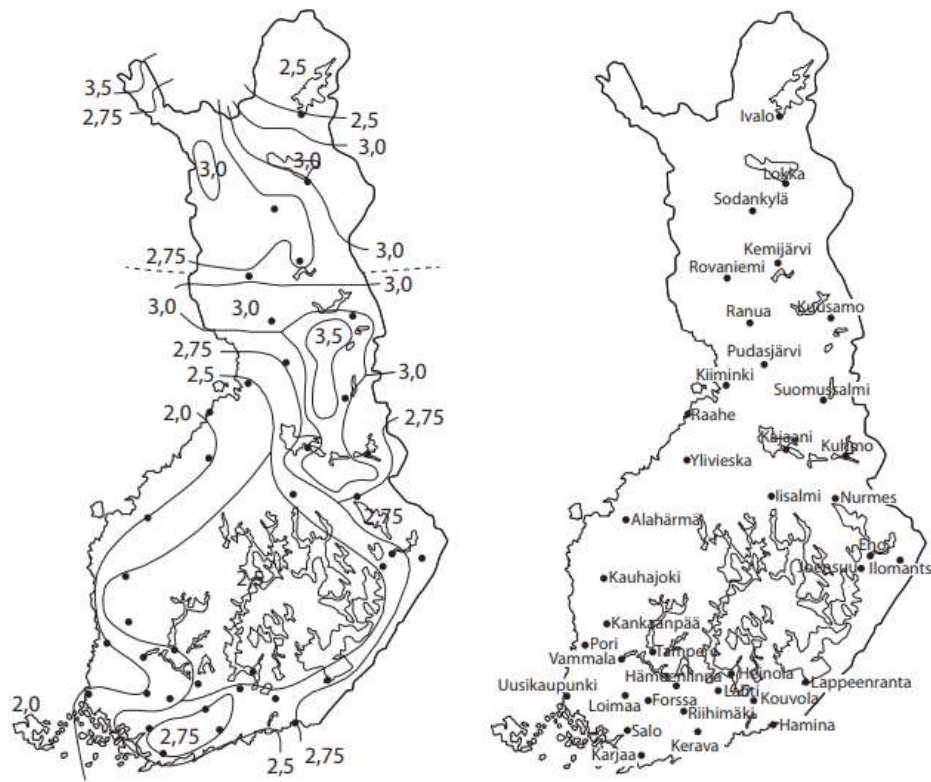 2,5
3,5
2,75
2,5
3,0
3,0
3,0
3,0
2,75
3,0
3,0
3,0
3,5
2,75
2,5
3,0
2,0
2,75
2,75
2,0
2,75
2,5
2,75
Ivalo
Lokka
Sodankylä
Kemijärvi
Rovaniemi
Ranua
Kuusamo
Pudasjärvi
Kiiminki
Suomussalmi
Raahe
Kajaani
Kuhmo
Ylivieska
Iisalmi
Nurmes
Alahärmä
Eno
Joensuu
Ilomants
Kauhajoki
Kankaanpää
Pori
Tampere
Vammala
Hämeenlinna
Heinola
Lappeenranta
Uusikaupunki
Lahti
Loimaa
Forssa
Kouvola
Riihimäki
Hamina
Salo
Kerava
Karjaa